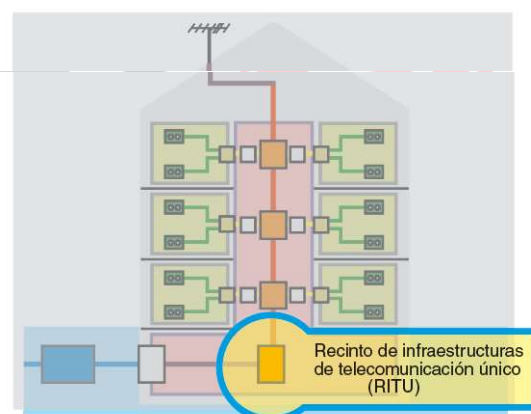 Recinto de infraestructuras
de telecomunicación único
(RITU)